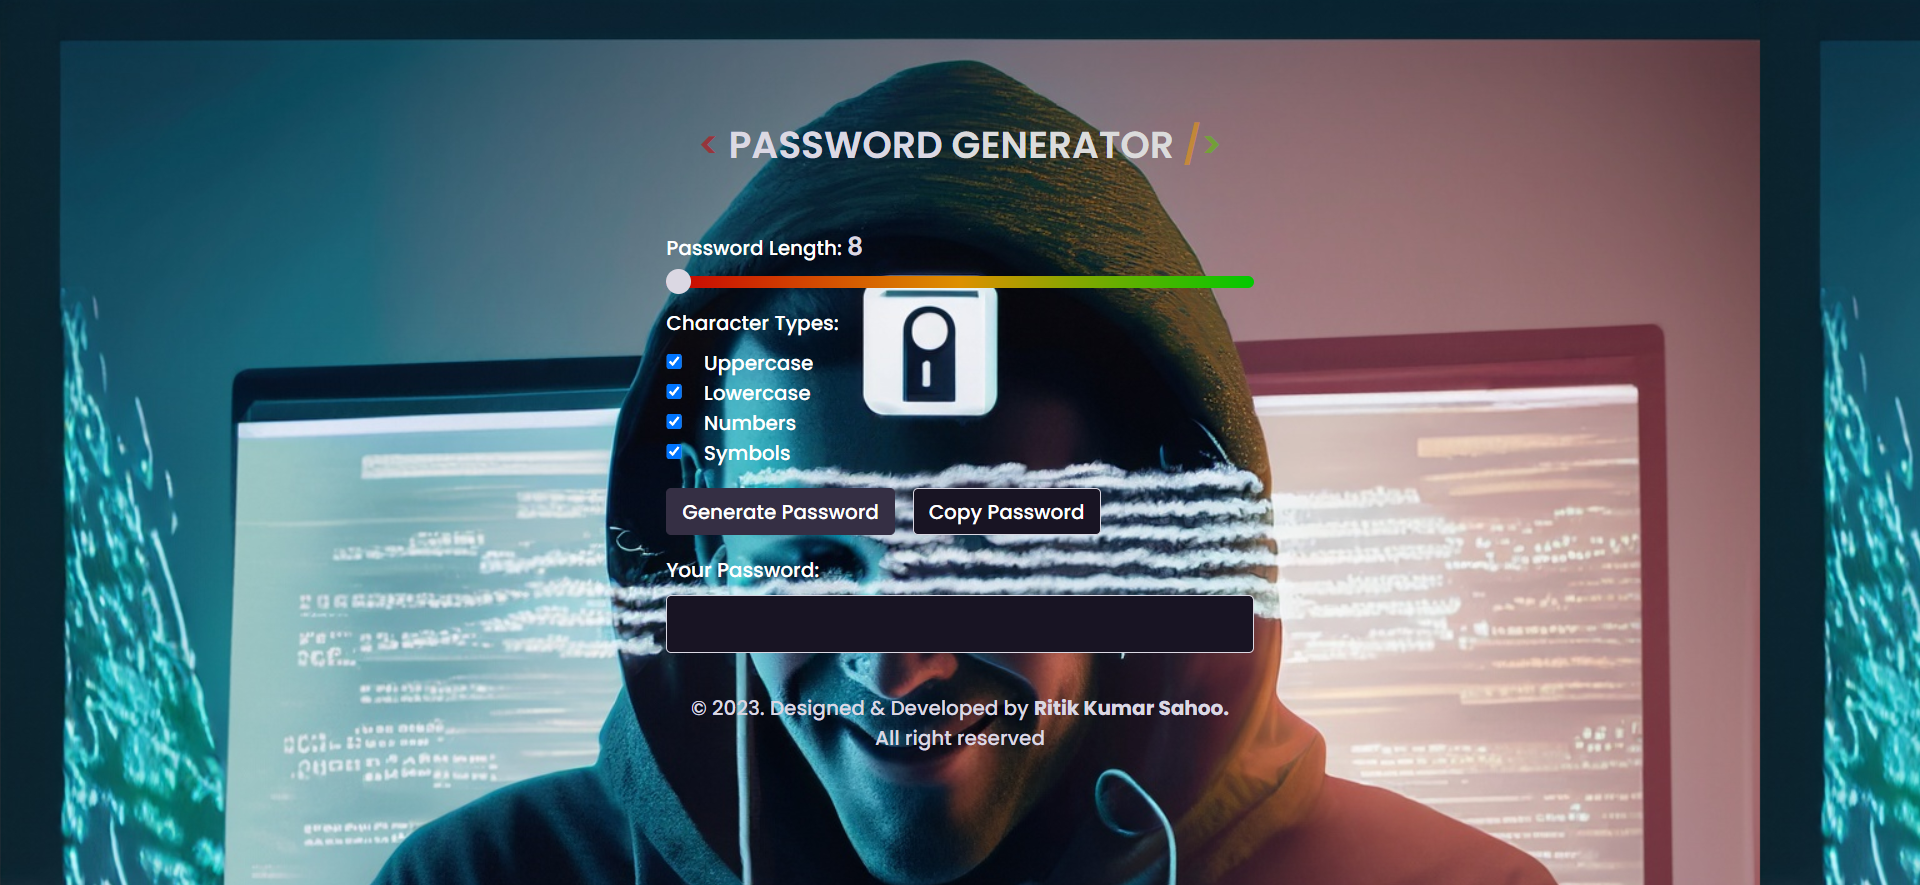 < PASSWORD GENERATOR />
Password Length: 8
Character Types:
Uppercase
Lowercase
Numbers
Symbols
Generate Password Copy Password
Your Password:
© 2023. Designed & Developed by Ritik Kumar Sahoo.
All right reserved